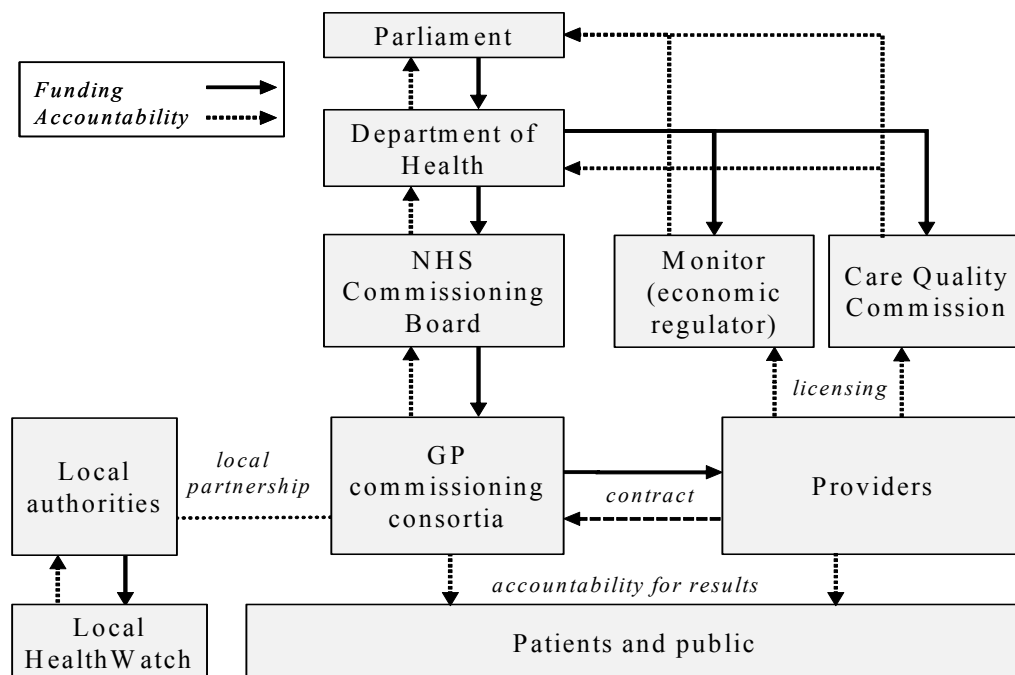 Parliament
Funding
Accountability
Department of
Health
NHS
Commissioning
Board
Monitor
(economic
regulator)
Care Quality
Commission
licensing
Local
authorities
local
partnership
GP
commissioning
consortia
contract
Providers
accountability for results
Local
HealthWatch
Patients and public